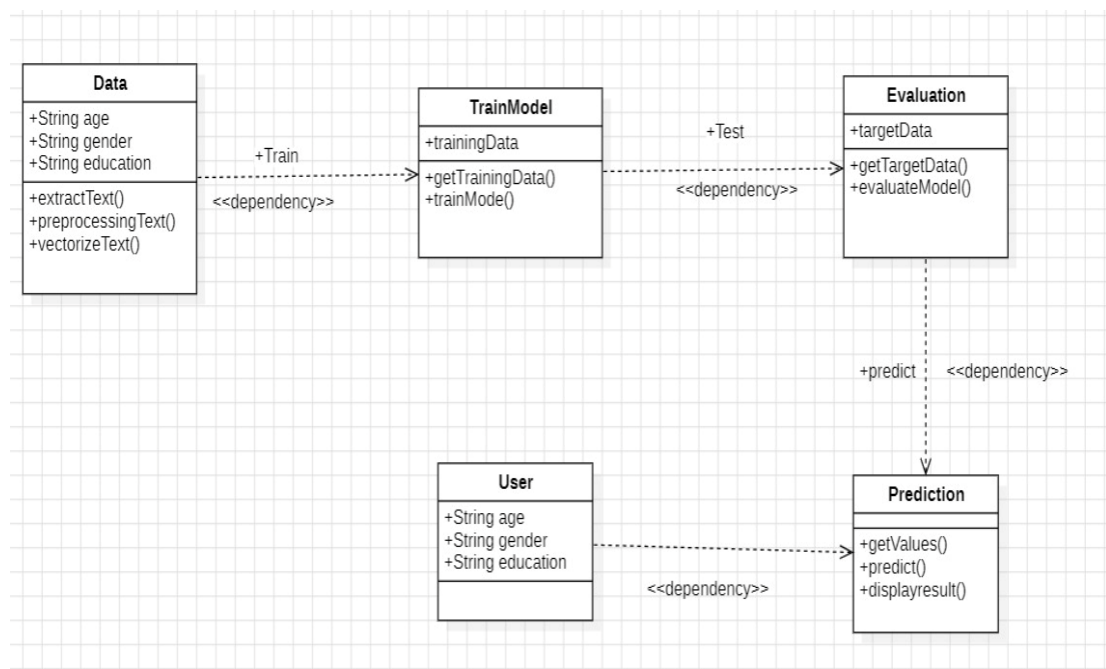 Data
+String age
+String gender
+String education
+extractText()
+preprocessingText()
+vectorizeText()
+Train
<<dependency>>
TrainModel
+trainingData
+getTrainingData()
+trainMode()
+Test
<<dependency>>
Evaluation
+targetData
+getTargetData()
+evaluateModel()
+predict
<<dependency>>
User
+String age
+String gender
+String education
<<dependency>>
Prediction
+getValues()
+predict()
+displayresult()